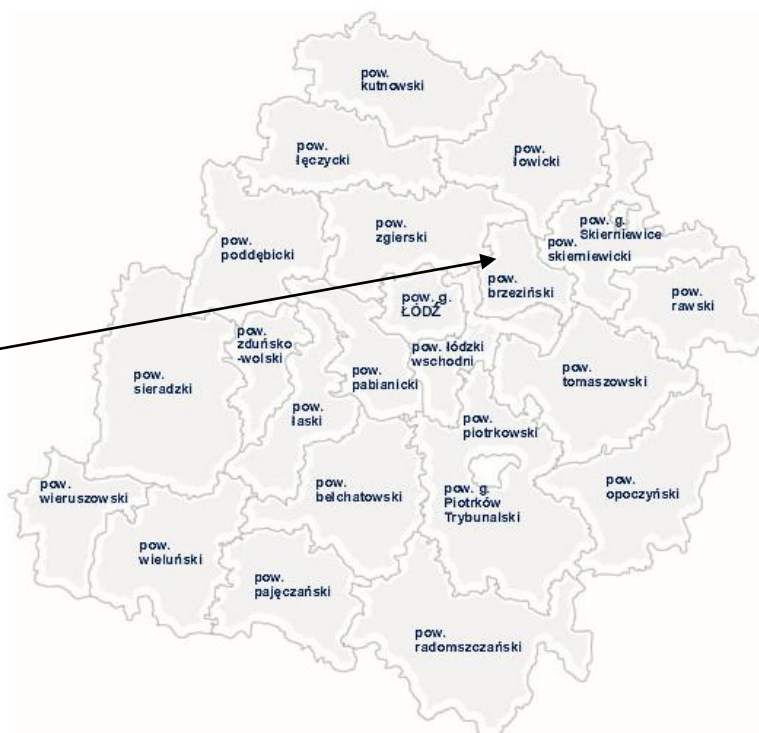 pow.
kutnowski
pow.
łęczycki
pow.
łowicki
pow. g.
Skierniewice
pow.
skierniewicki
pow.
zgierski
pow.
poddębicki
pow.
brzeziński
pow.
rawski
pow. g.
ŁÓDŹ
pow.
zduńsko
-wolski
pow. łódzki
wschodni
pow.
sieradzki
pow.
pabianicki
pow.
tomaszowski
pow.
łaski
pow.
piotrkowski
pow.
wieruszowski
pow.
bełchatowski
pow. g.
Piotrków
Trybunalski
pow.
opoczyński
pow.
wieluński
pow.
pajęczański
pow.
radomszczański